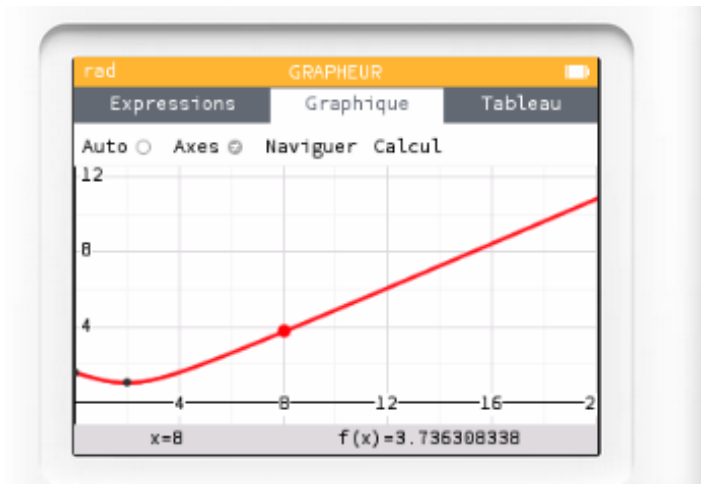 rad GRAPHEUR
Expressions Graphique Tableau
Auto Axes Naviguer Calcul
12
8
4
4 8 12 16 2
x=8 f(x)=3.736308338